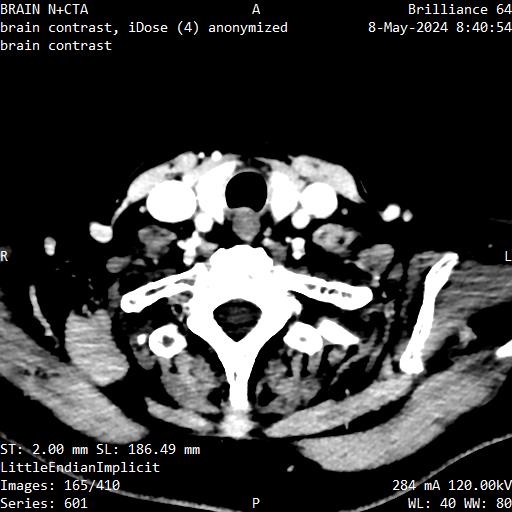 BRAIN N+CTA
A
Brilliance 64
brain contrast, iDose (4) anonymized
8-May-2024 8:40:54
brain contrast
R
L
ST: 2.00 mm SL: 186.49 mm
LittleEndianImplicit
Images: 165/410
284 mA 120.00kV
Series: 601
P
WL: 40 WW: 80